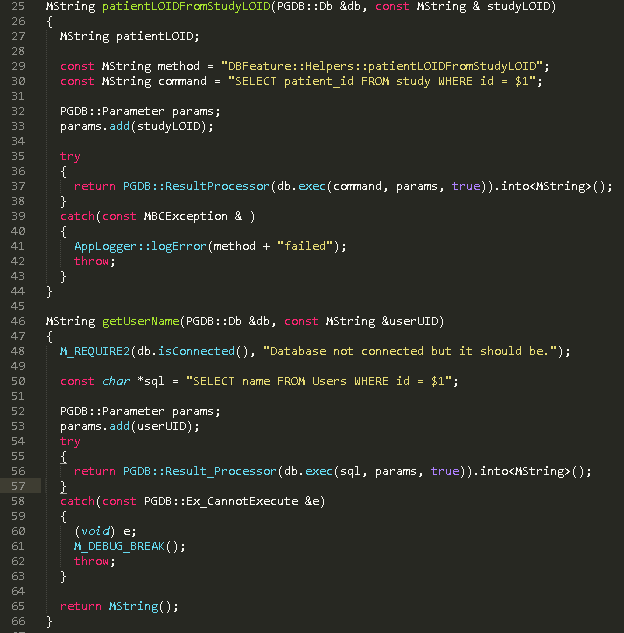 25 MString patientLOIDFromStudyLOID(PGDB::Db &db, const MString & studyLOID)
26 {
27   MString patientLOID;
28
29   const MString method = "DBFeature::Helpers::patientLOIDFromStudyLOID";
30   const MString command = "SELECT patient_id FROM study WHERE id = $1";
31
32   PGDB::Parameter params;
33   params.add(studyLOID);
34
35   try
36   {
37     return PGDB::ResultProcessor(db.exec(command, params, true)).into<MString>();
38   }
39   catch(const MBCException & )
40   {
41     AppLogger::logError(method + "failed");
42     throw;
43   }
44 }
45
46 MString getUserName(PGDB::Db &db, const MString &userUID)
47 {
48   M_REQUIRE2(db.isConnected(), "Database not connected but it should be.");
49
50   const char *sql = "SELECT name FROM Users WHERE id = $1";
51
52   PGDB::Parameter params;
53   params.add(userUID);
54   try
55   {
56     return PGDB::Result_Processor(db.exec(sql, params, true)).into<MString>();
57   }
58   catch(const PGDB::Ex_CannotExecute &e)
59   {
60     (void) e;
61     M_DEBUG_BREAK();
62     throw;
63   }
64
65   return MString();
66 }